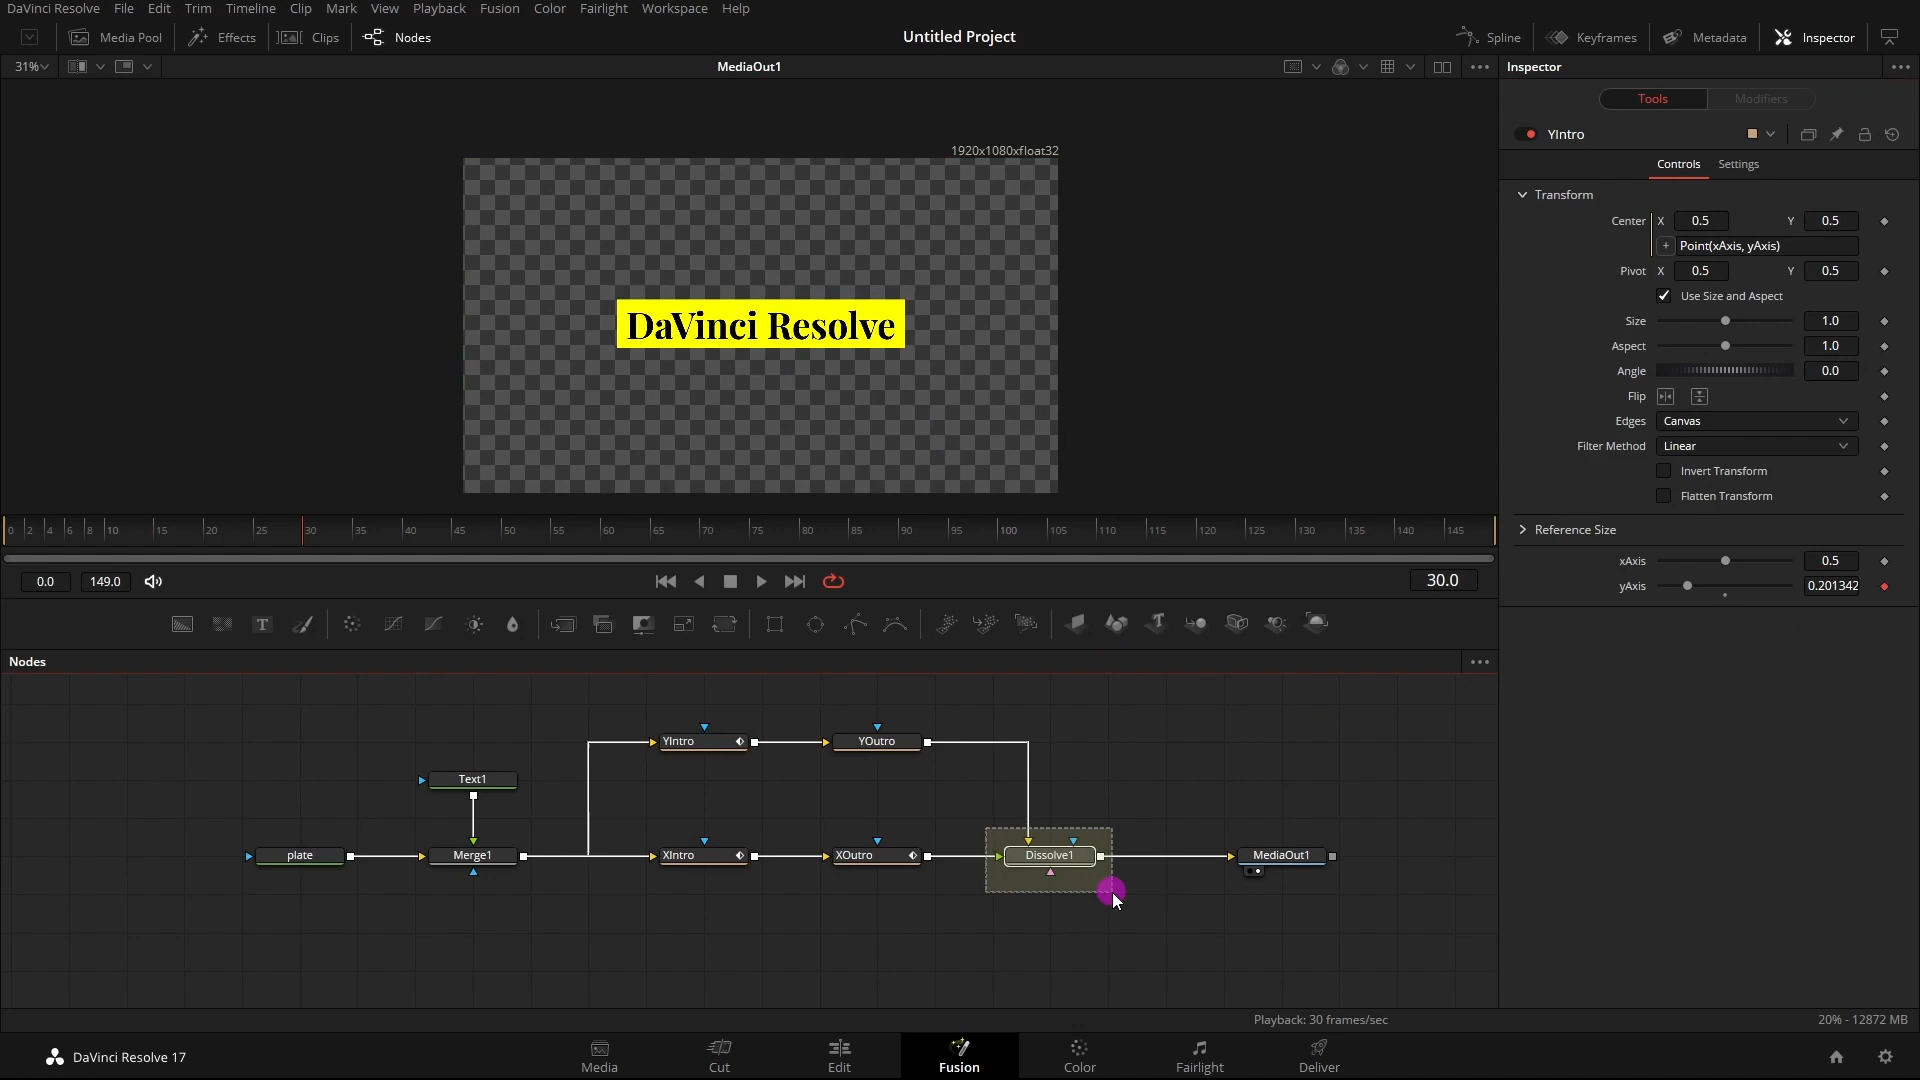 DaVinci Resolve File Edit Trim Timeline Clip Mark View Playback Fusion Color Fairlight Workspace Help
Media Pool Effects Clips Nodes Untitled Project Spline Keyframes Metadata Inspector
31% MediaOut1 Inspector
Tools Modifiers
YIntro
1920x1080xfloat32
Controls Settings
Transform
Center X 0.5 Y 0.5
Point(xAxis, yAxis)
Pivot X 0.5 Y 0.5
Use Size and Aspect
DaVinci Resolve
Size 1.0
Aspect 1.0
Angle 0.0
Flip
Edges Canvas
Filter Method Linear
Invert Transform
Flatten Transform
0 2 4 6 8 10 15 20 25 30 35 40 45 50 55 60 65 70 75 80 85 90 95 100 105 110 115 120 125 130 135 140 145
Reference Size
xAxis 0.5
yAxis 0.201342
0.0 149.0 30.0
Nodes
YIntro YOutro
Text1
plate Merge1 XIntro XOutro Dissolve1 MediaOut1
Playback: 30 frames/sec 20% - 12872 MB
DaVinci Resolve 17
Media Cut Edit Fusion Color Fairlight Deliver